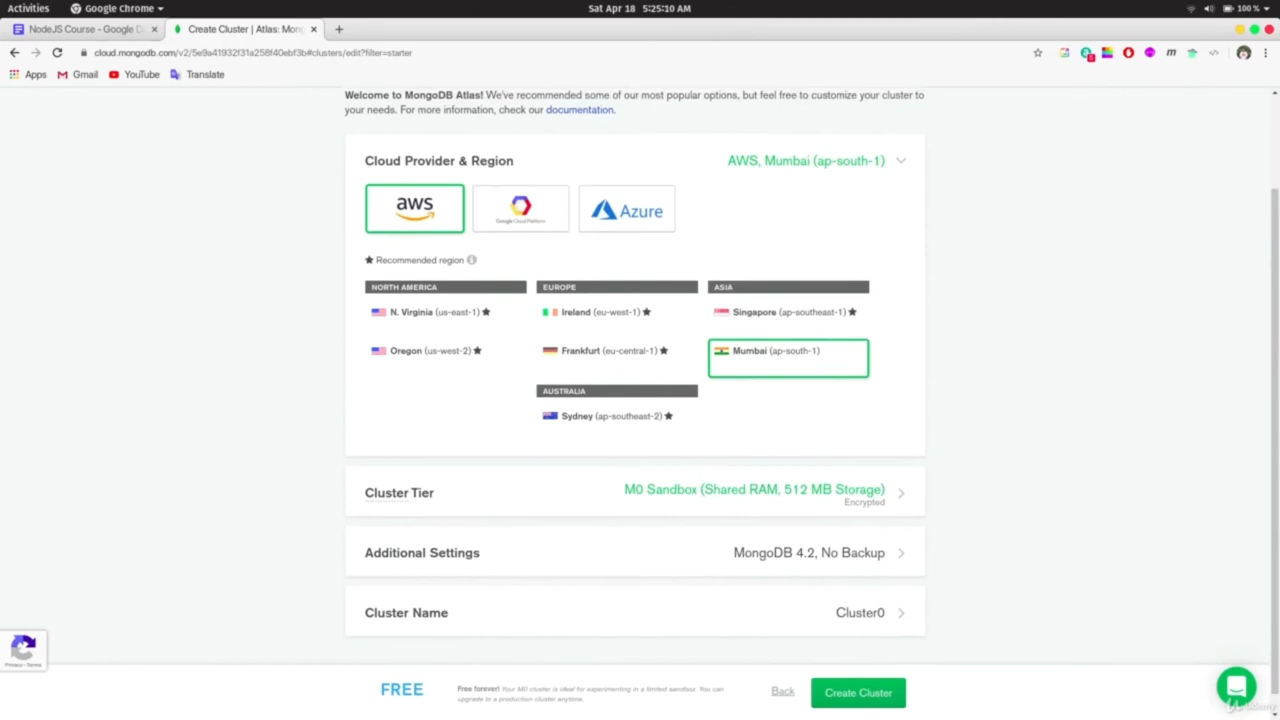 Activities
Google Chrome
Sat Apr 18 5:25:10 AM
100 %
NodeJS Course - Google D
Create Cluster | Atlas: Mon
cloud.mongodb.com/v2/5e9a41932f31a258f40ebf3b#clusters/edit?filter=starter
Apps
Gmail
YouTube
Translate
Welcome to MongoDB Atlas! We've recommended some of our most popular options, but feel free to customize your cluster to
your needs. For more information, check our documentation.
Cloud Provider & Region
AWS, Mumbai (ap-south-1)
aws
Google Cloud Platform
Azure
Recommended region
NORTH AMERICA
EUROPE
ASIA
N. Virginia (us-east-1)
Ireland (eu-west-1)
Singapore (ap-southeast-1)
Oregon (us-west-2)
Frankfurt (eu-central-1)
Mumbai (ap-south-1)
AUSTRALIA
Sydney (ap-southeast-2)
Cluster Tier
M0 Sandbox (Shared RAM, 512 MB Storage)
Encrypted
Additional Settings
MongoDB 4.2, No Backup
Cluster Name
Cluster0
Privacy - Terms
FREE
Free forever! Your M0 cluster is ideal for experimenting in a limited sandbox. You can
upgrade to a production cluster anytime.
Back
Create Cluster
Udemy